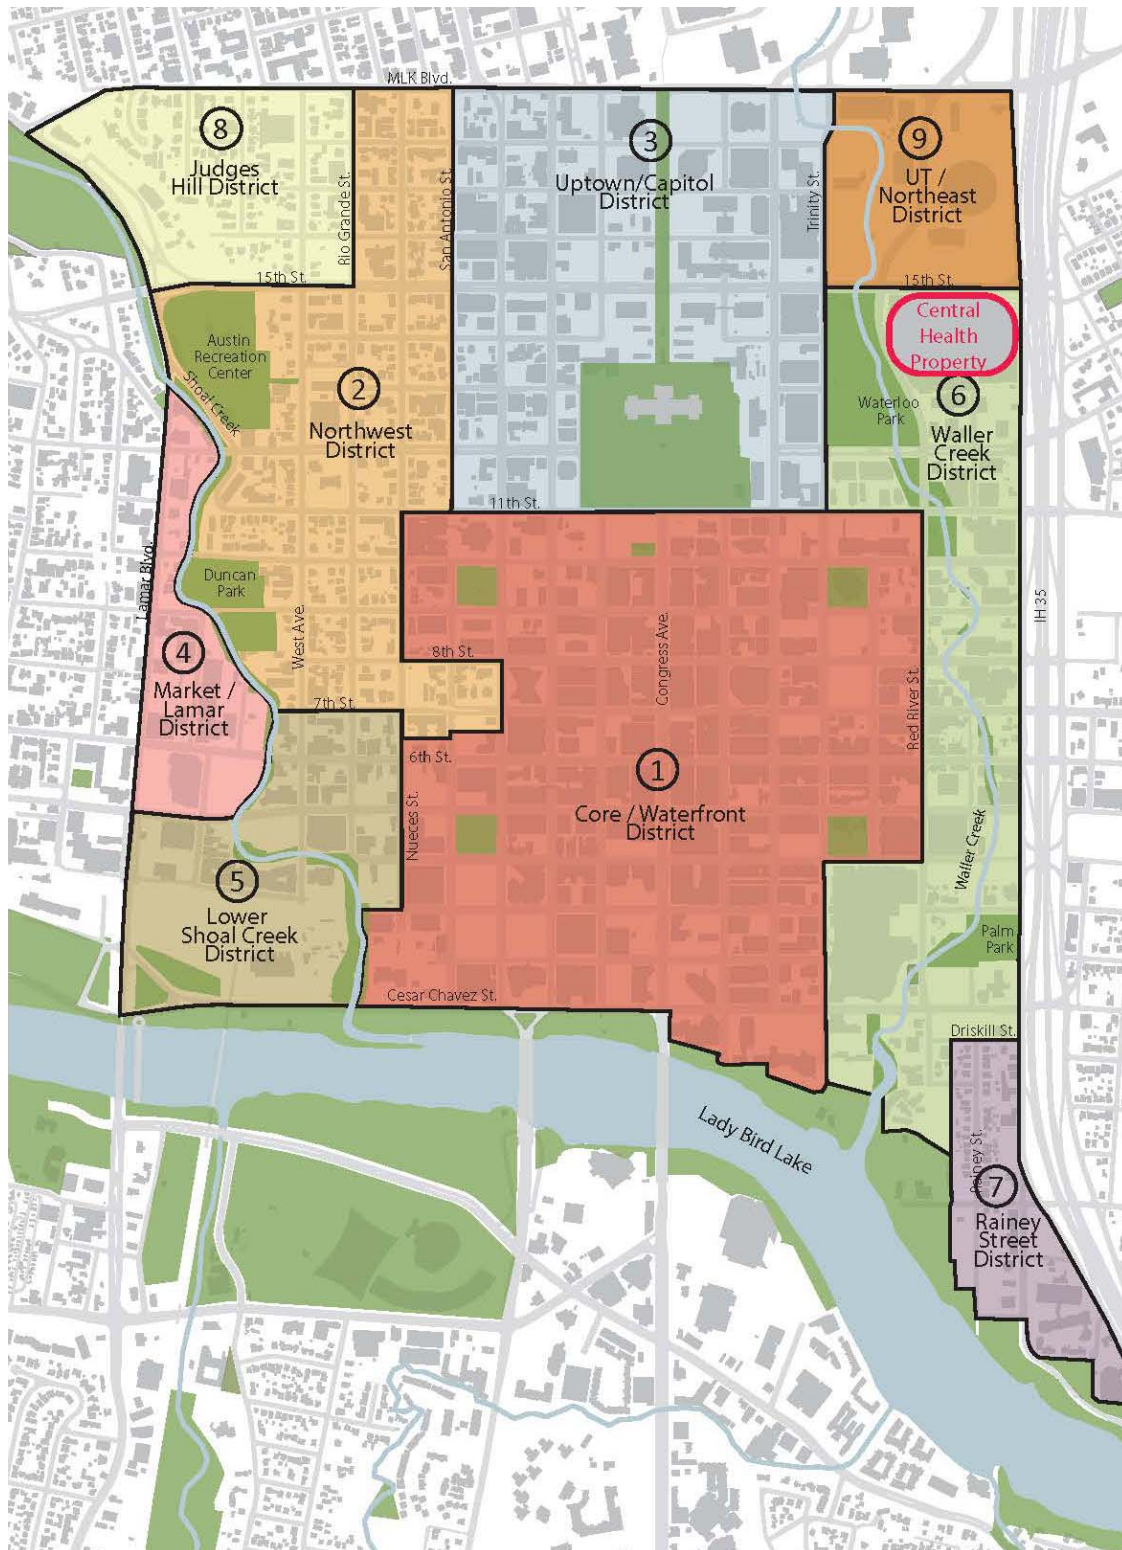 MLK Blvd.
8
Judges
Hill District
Rio Grande St.
San Antonio St.
3
Uptown/Capitol
District
Trinity St.
9
UT /
Northeast
District
15th St.
15th St.
Central
Health
Property
Austin
Recreation
Center
Shoal Creek
2
Northwest
District
Waterloo
Park
6
Waller
Creek
District
11th St.
Lamar Blvd.
Duncan
Park
West Ave.
IH 35
4
Market /
Lamar
District
8th St.
Congress Ave.
Red River St.
7th St.
6th St.
1
Core / Waterfront
District
Nueces St.
Waller Creek
5
Lower
Shoal Creek
District
Palm
Park
Cesar Chavez St.
Driskill St.
Lady Bird Lake
Rainey St.
7
Rainey
Street
District